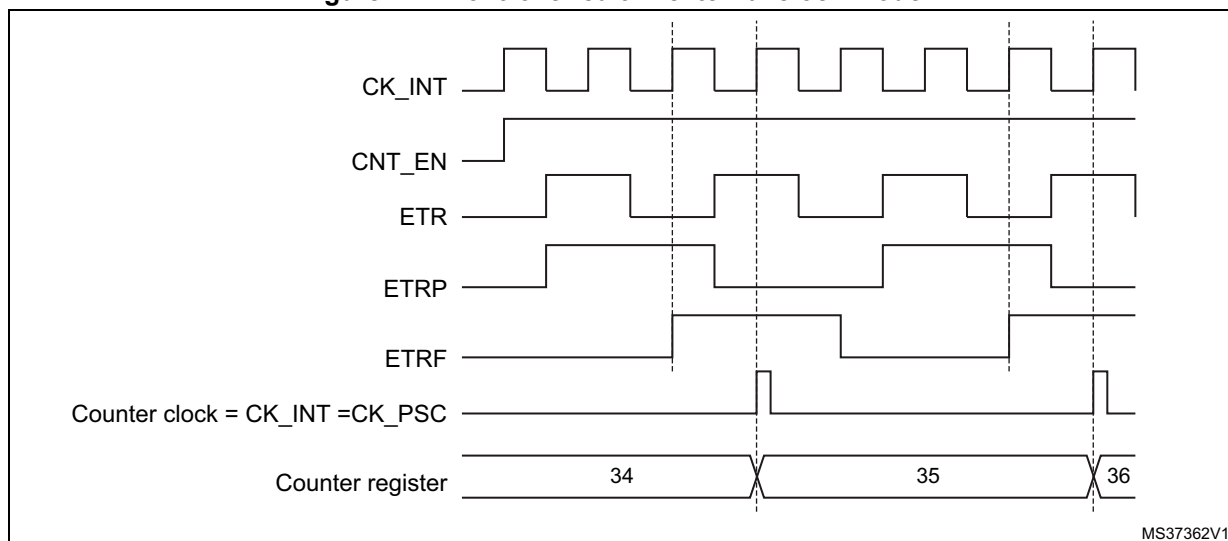 CK_INT
CNT_EN
ETR
ETRP
ETRF
Counter clock = CK_INT =CK_PSC
Counter register 34 35 36
MS37362V1